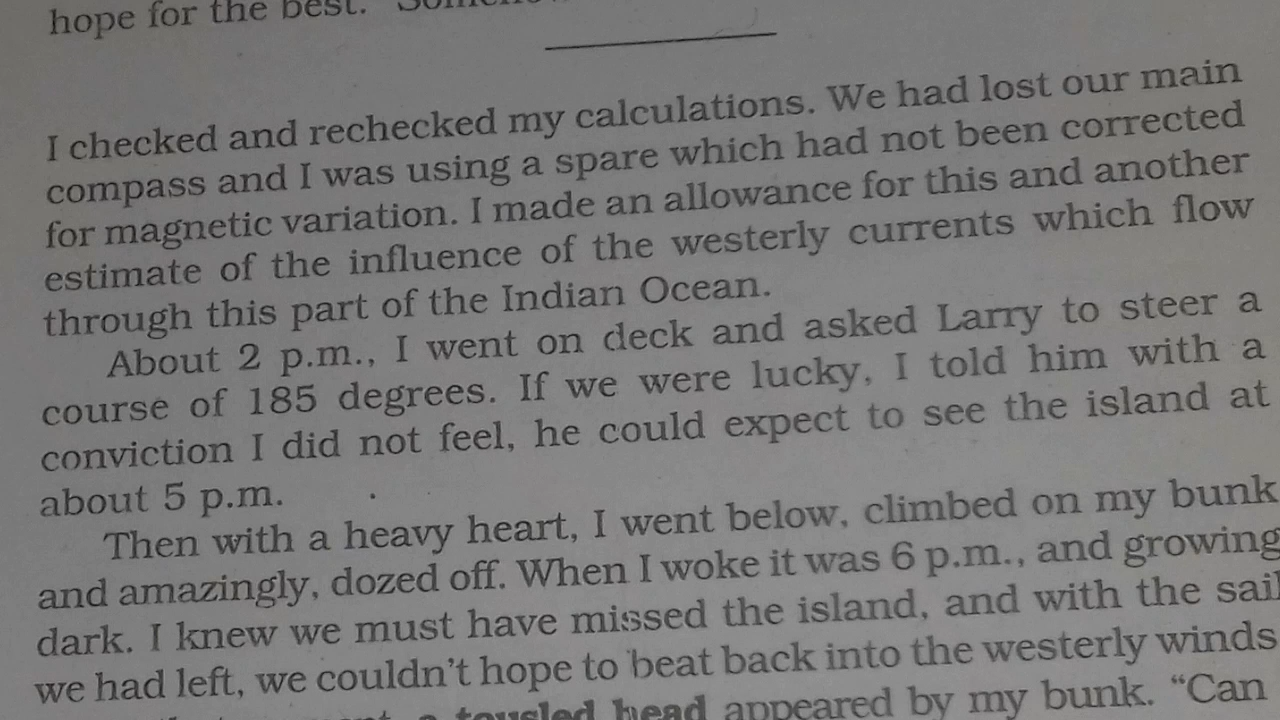 hope for the best.
I checked and rechecked my calculations. We had lost our main
compass and I was using a spare which had not been corrected
for magnetic variation. I made an allowance for this and another
estimate of the influence of the westerly currents which flow
through this part of the Indian Ocean.
About 2 p.m., I went on deck and asked Larry to steer a
course of 185 degrees. If we were lucky, I told him with a
conviction I did not feel, he could expect to see the island at
about 5 p.m.
Then with a heavy heart, I went below, climbed on my bunk
and amazingly, dozed off. When I woke it was 6 p.m., and growing
dark. I knew we must have missed the island, and with the sail
we had left, we couldn't hope to beat back into the westerly winds
a tousled head appeared by my bunk. "Can